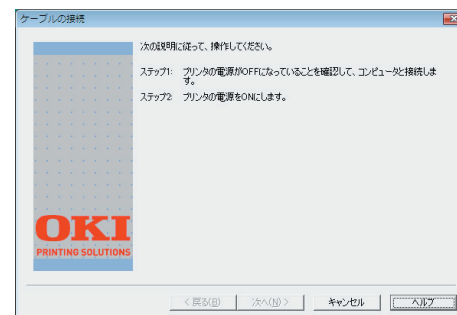 ケーブルの接続
次の説明に従って、操作してください。
ステップ1: プリンタの電源がOFFになっていることを確認して、コンピュータと接続しま
す。
ステップ2: プリンタの電源をONにします。
OKI
PRINTING SOLUTIONS
< 戻る(B) 次へ(N) > キャンセル ヘルプ